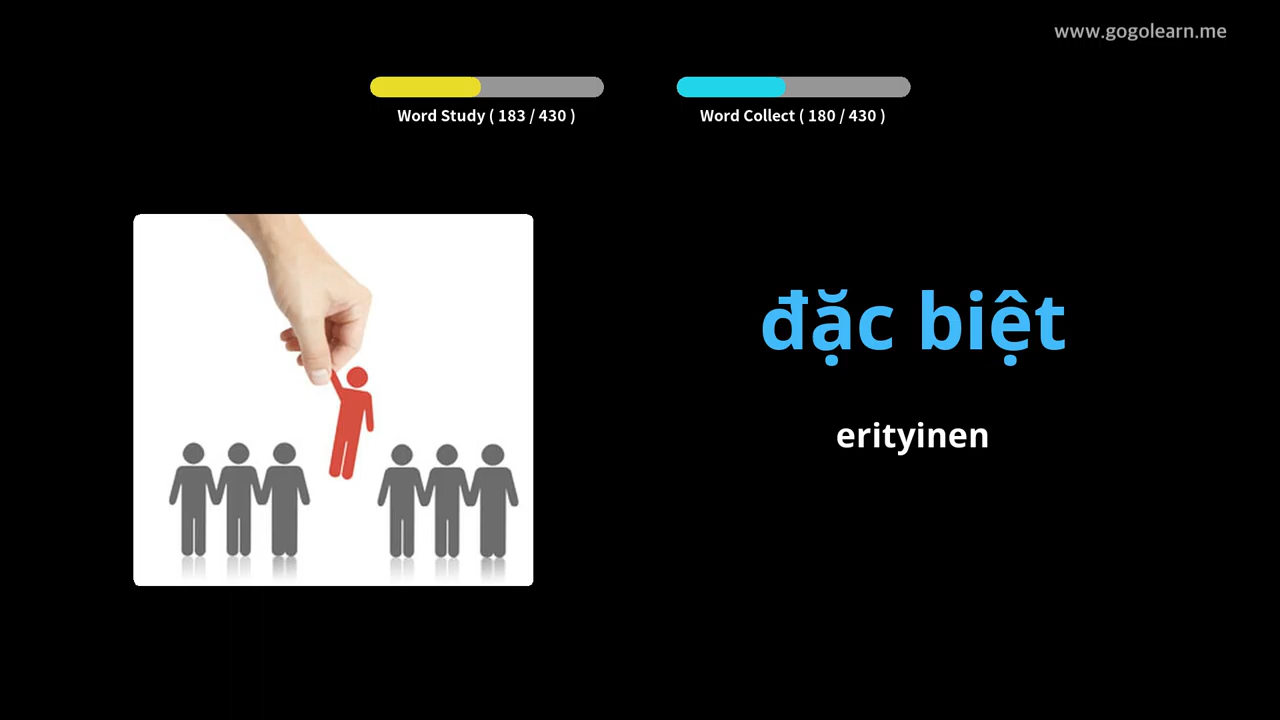 www.gogolearn.me
Word Study ( 183 / 430 )
Word Collect ( 180 / 430 )
đặc biệt
erityinen